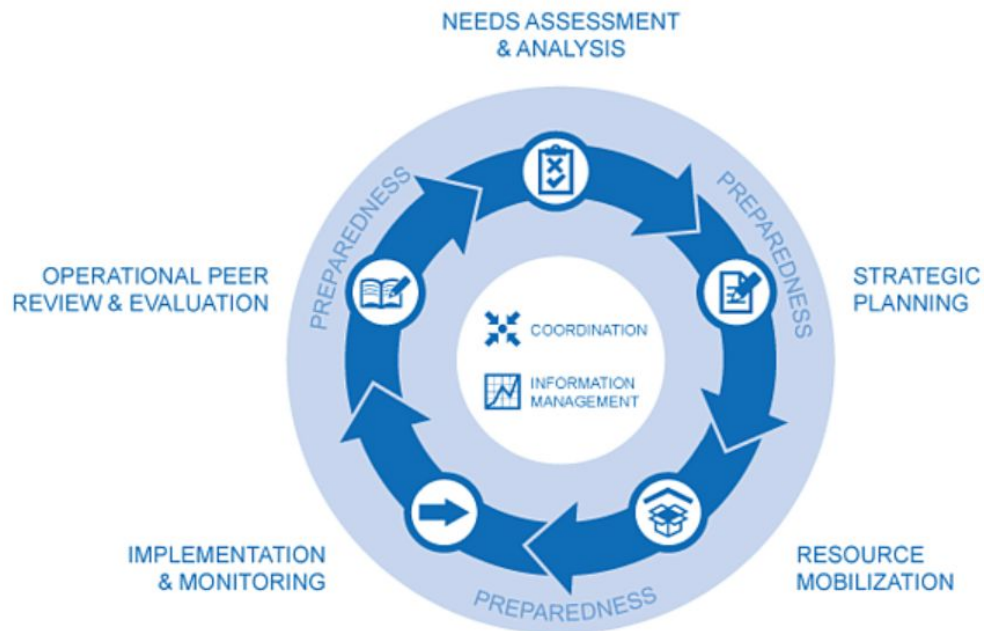 NEEDS ASSESSMENT
& ANALYSIS
PREPAREDNESS
PREPAREDNESS
OPERATIONAL PEER
REVIEW & EVALUATION
STRATEGIC
PLANNING
COORDINATION
INFORMATION
MANAGEMENT
IMPLEMENTATION
& MONITORING
RESOURCE
MOBILIZATION
PREPAREDNESS